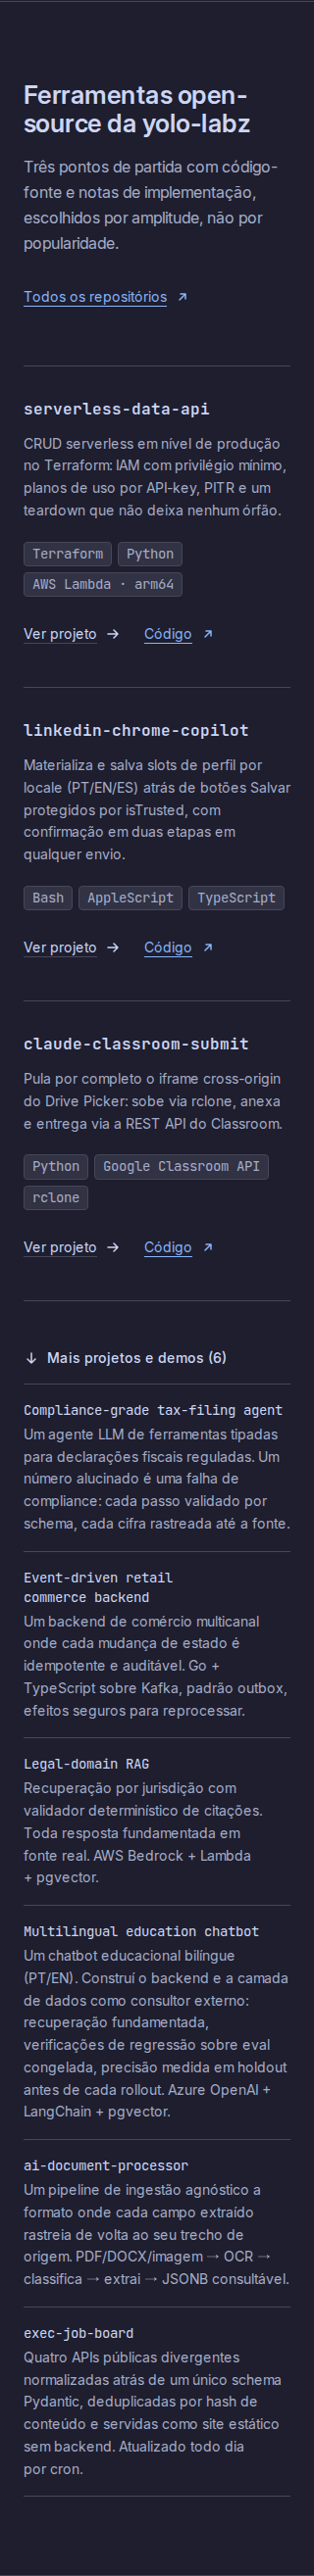 Ferramentas open-
source da yolo-labz
Três pontos de partida com código-
fonte e notas de implementação,
escolhidos por amplitude, não por
popularidade.
Todos os repositórios ↗
serverless-data-api
CRUD serverless em nível de produção
no Terraform: IAM com privilégio mínimo,
planos de uso por API-key, PITR e um
teardown que não deixa nenhum órfão.
Terraform Python
AWS Lambda · arm64
Ver projeto → Código ↗
linkedin-chrome-copilot
Materializa e salva slots de perfil por
locale (PT/EN/ES) atrás de botões Salvar
protegidos por isTrusted, com
confirmação em duas etapas em
qualquer envio.
Bash AppleScript TypeScript
Ver projeto → Código ↗
claude-classroom-submit
Pula por completo o iframe cross-origin
do Drive Picker: sobe via rclone, anexa
e entrega via a REST API do Classroom.
Python Google Classroom API
rclone
Ver projeto → Código ↗
↓ Mais projetos e demos (6)
Compliance-grade tax-filing agent
Um agente LLM de ferramentas tipadas
para declarações fiscais reguladas. Um
número alucinado é uma falha de
compliance: cada passo validado por
schema, cada cifra rastreada até a fonte.
Event-driven retail
commerce backend
Um backend de comércio multicanal
onde cada mudança de estado é
idempotente e auditável. Go +
TypeScript sobre Kafka, padrão outbox,
efeitos seguros para reprocessar.
Legal-domain RAG
Recuperação por jurisdição com
validador determinístico de citações.
Toda resposta fundamentada em
fonte real. AWS Bedrock + Lambda
+ pgvector.
Multilingual education chatbot
Um chatbot educacional bilíngue
(PT/EN). Construí o backend e a camada
de dados como consultor externo:
recuperação fundamentada,
verificações de regressão sobre eval
congelada, precisão medida em holdout
antes de cada rollout. Azure OpenAI +
LangChain + pgvector.
ai-document-processor
Um pipeline de ingestão agnóstico a
formato onde cada campo extraído
rastreia de volta ao seu trecho de
origem. PDF/DOCX/imagem → OCR →
classifica → extrai → JSONB consultável.
exec-job-board
Quatro APIs públicas divergentes
normalizadas atrás de um único schema
Pydantic, deduplicadas por hash de
conteúdo e servidas como site estático
sem backend. Atualizado todo dia
por cron.